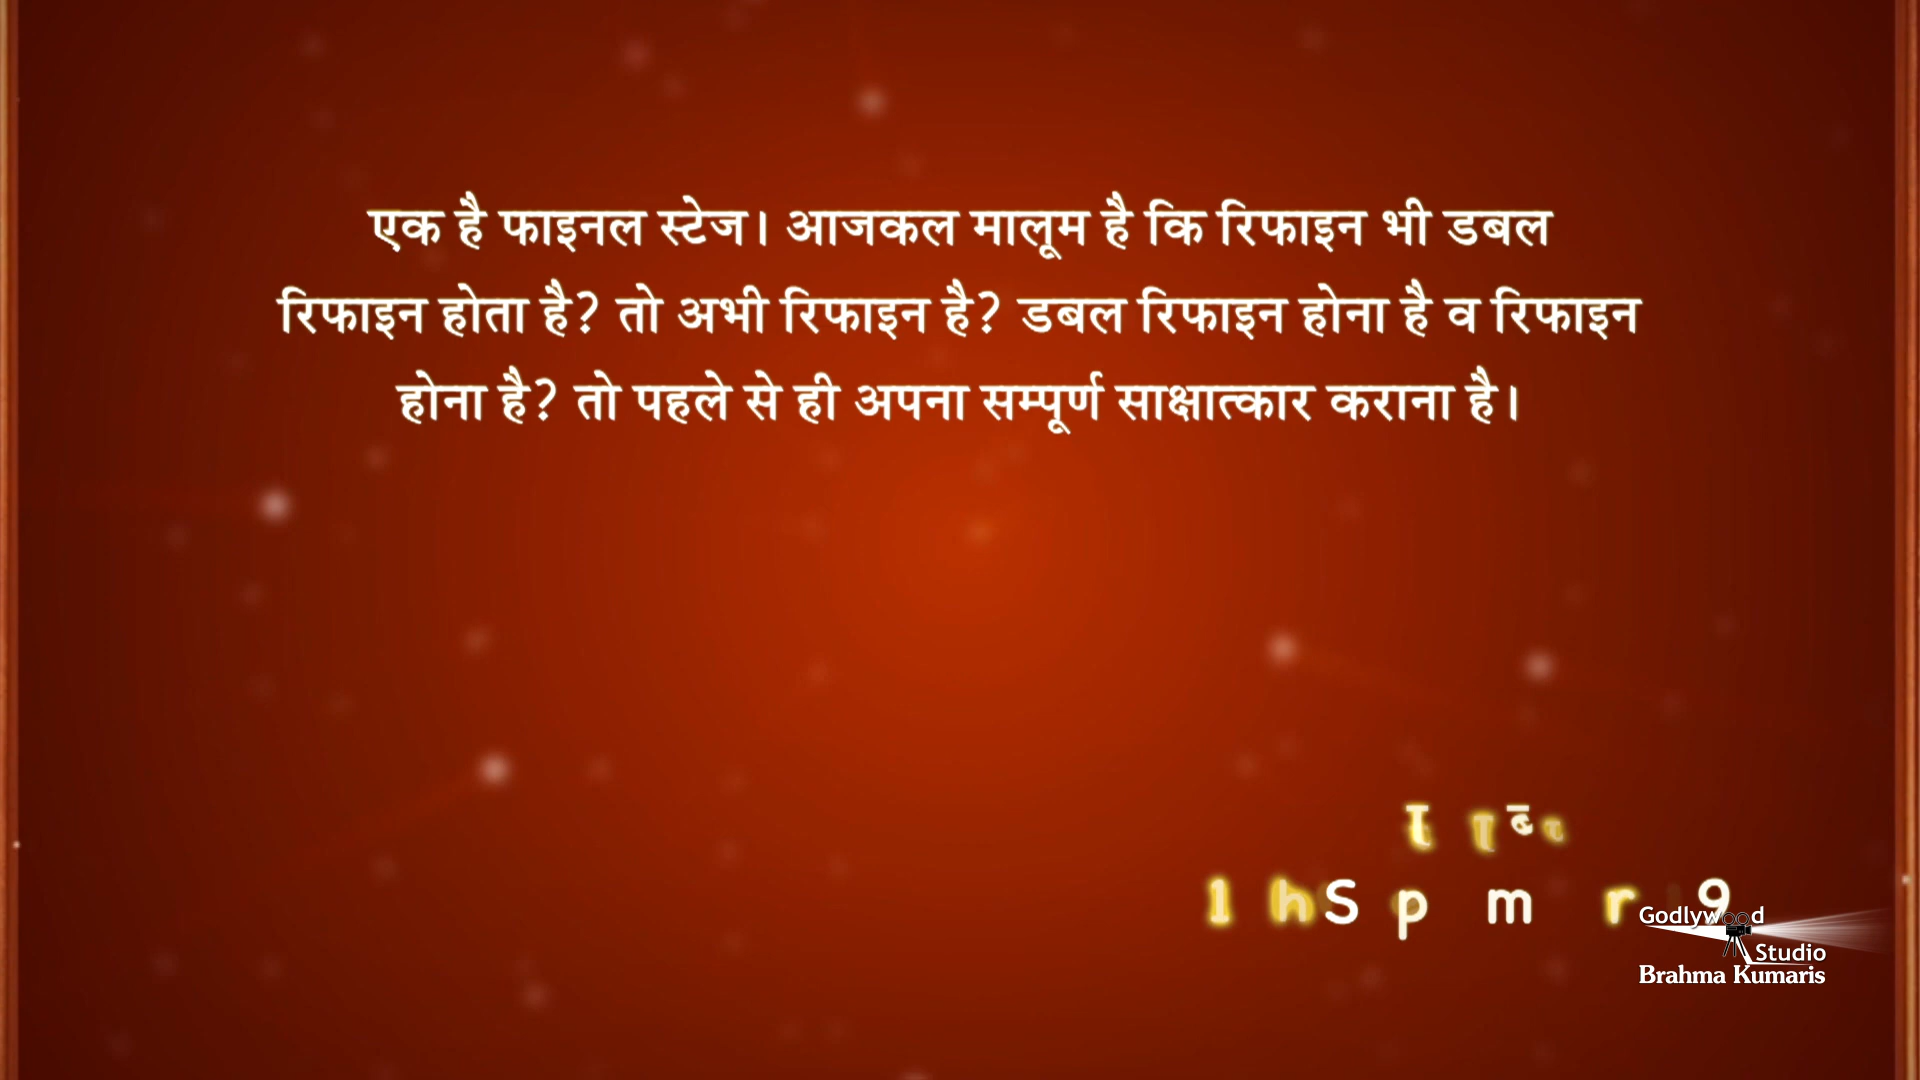 एक है फाइनल स्टेज। आजकल मालूम है कि रिफाइन भी डबल
रिफाइन होता है? तो अभी रिफाइन है? डबल रिफाइन होना है व रिफाइन
होना है? तो पहले से ही अपना सम्पूर्ण साक्षात्कार कराना है।
Godlywood
Studio
Brahma Kumaris